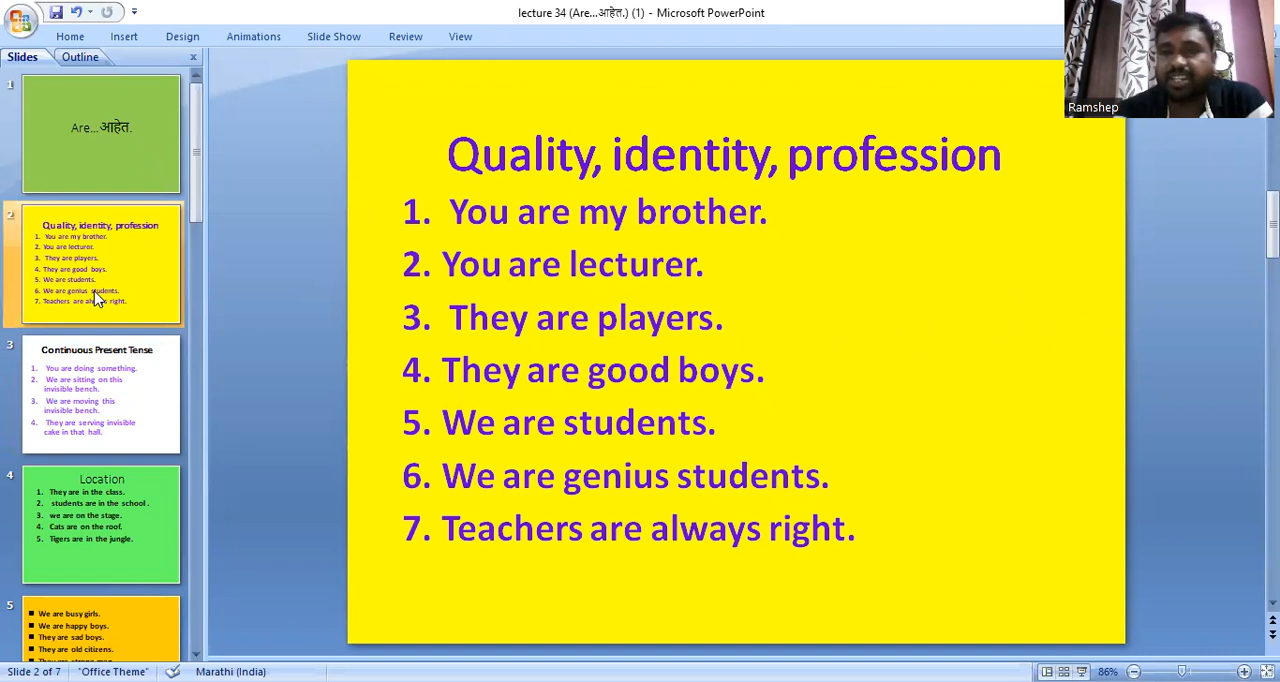 lecture 34 (Are...आहेत.) (1) - Microsoft PowerPoint
Home Insert Design Animations Slide Show Review View
Slides Outline x
1
Are...आहेत.
2
Quality, identity, profession
1. You are my brother.
2. You are lecturer.
3. They are players.
4. They are good boys.
5. We are students.
6. We are genius students.
7. Teachers are always right.
3
Continuous Present Tense
1. You are doing something.
2. We are sitting on this
invisible bench.
3. We are moving this
invisible bench.
4. They are serving invisible
cake in that hall.
4
Location
1. They are in the class.
2. students are in the school .
3. we are on the stage.
4. Cats are on the roof.
5. Tigers are in the jungle.
5
We are busy girls.
We are happy boys.
They are sad boys.
They are old citizens.
Quality, identity, profession
1. You are my brother.
2. You are lecturer.
3. They are players.
4. They are good boys.
5. We are students.
6. We are genius students.
7. Teachers are always right.
Ramshep
Slide 2 of 7 "Office Theme" Marathi (India) 86%